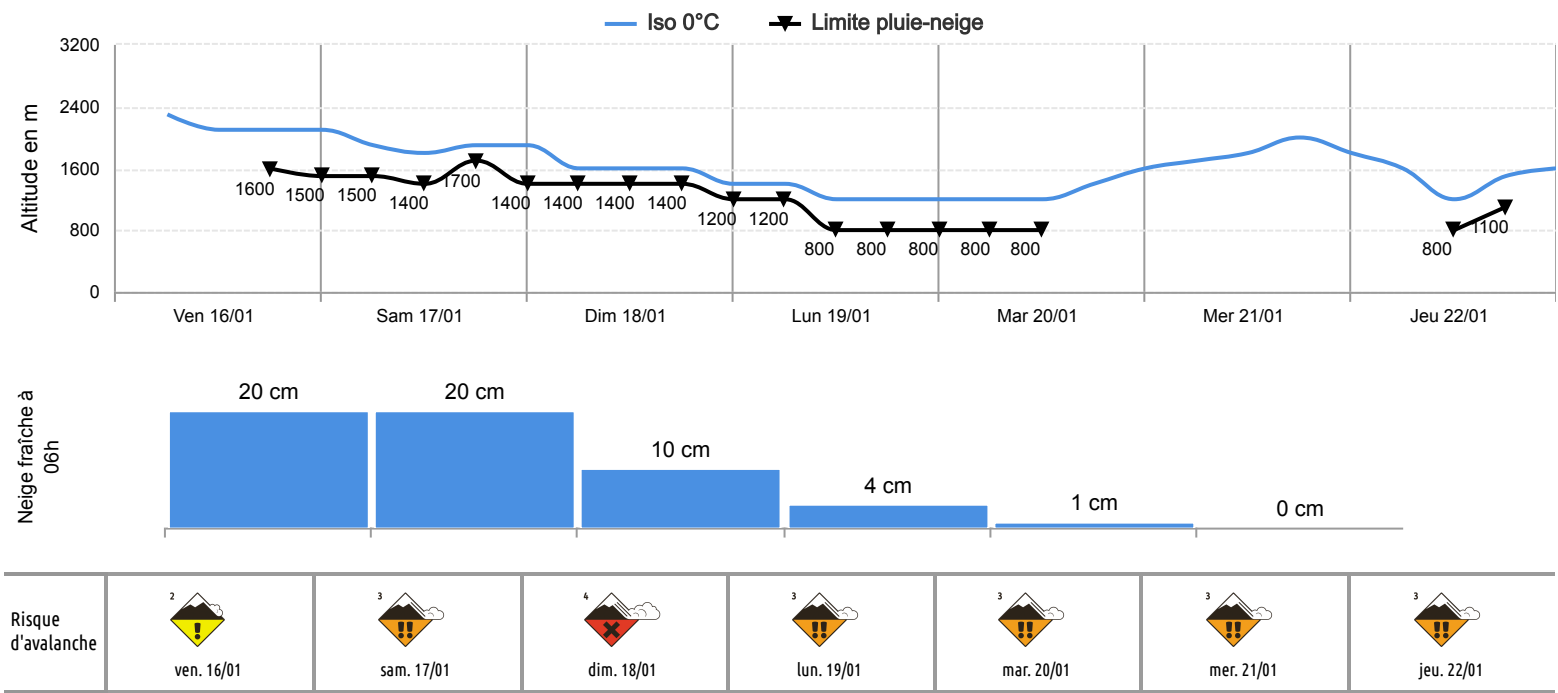 Iso 0°C Limite pluie-neige
Altitude en m
3200
2400
1600
800
0
1600 1500 1500 1400 1700 1400 1400 1400 1400 1200 1200 800 800 800 800 800 800 1100
Ven 16/01 Sam 17/01 Dim 18/01 Lun 19/01 Mar 20/01 Mer 21/01 Jeu 22/01
Neige fraîche à
06h
20 cm 20 cm 10 cm 4 cm 1 cm 0 cm
Risque
d'avalanche
2 3 4 3 3 3 3
! !! !! !! !! !!
ven. 16/01 sam. 17/01 dim. 18/01 lun. 19/01 mar. 20/01 mer. 21/01 jeu. 22/01